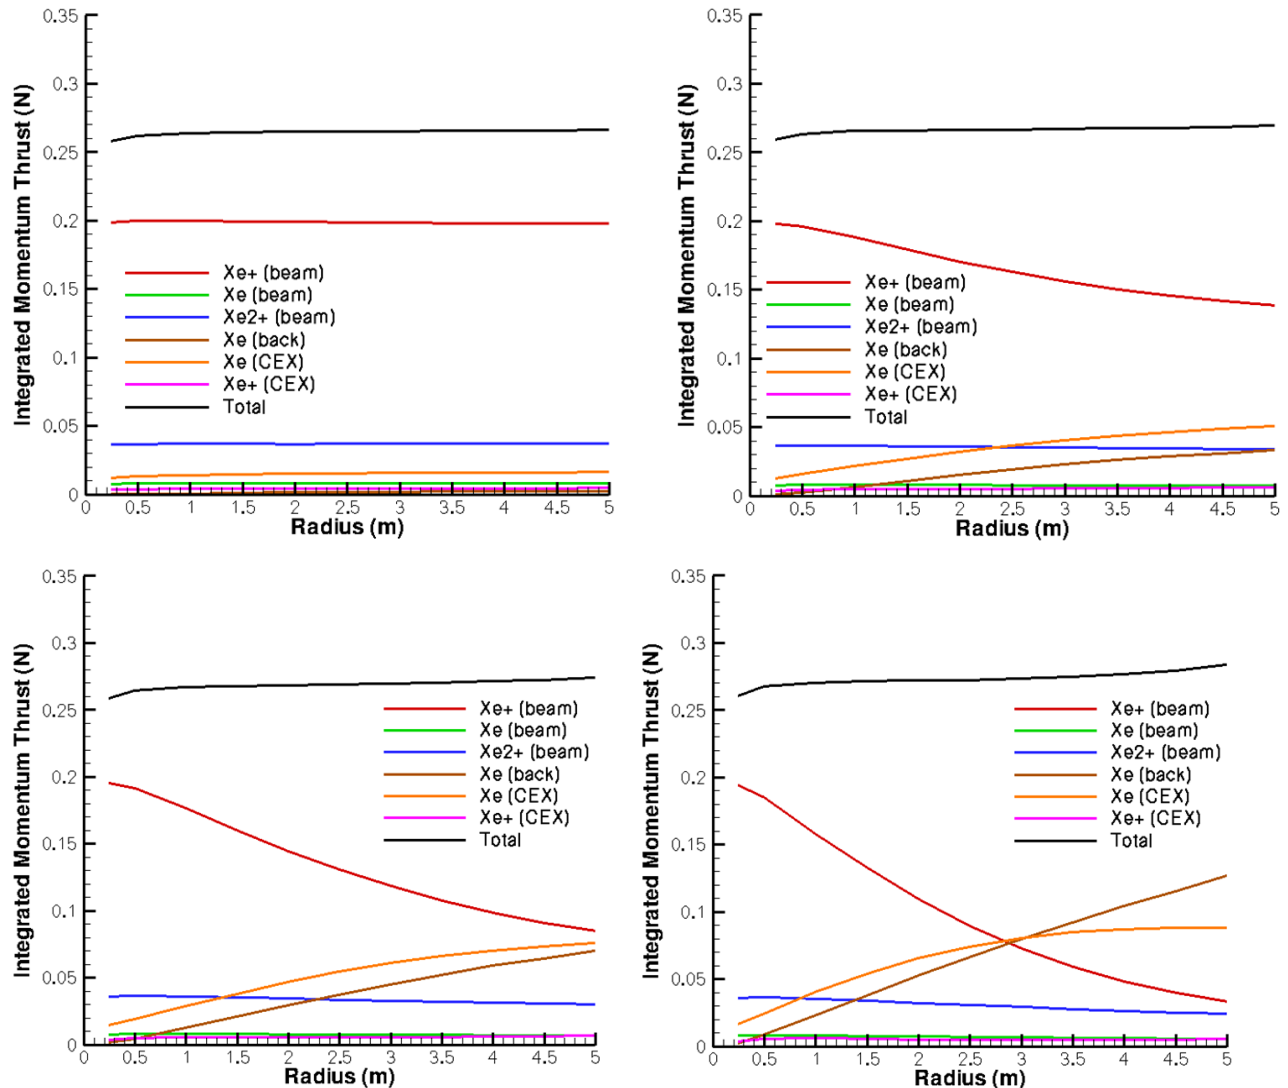 0.35
0.3
0.25
0.2
0.15
0.1
0.05
0
Integrated Momentum Thrust (N)
Xe+ (beam)
Xe (beam)
Xe2+ (beam)
Xe (back)
Xe (CEX)
Xe+ (CEX)
Total
0 0.5 1 1.5 2 2.5 3 3.5 4 4.5 5
Radius (m)
0.35
0.3
0.25
0.2
0.15
0.1
0.05
0
Integrated Momentum Thrust (N)
Xe+ (beam)
Xe (beam)
Xe2+ (beam)
Xe (back)
Xe (CEX)
Xe+ (CEX)
Total
0 0.5 1 1.5 2 2.5 3 3.5 4 4.5 5
Radius (m)
0.35
0.3
0.25
0.2
0.15
0.1
0.05
0
Integrated Momentum Thrust (N)
Xe+ (beam)
Xe (beam)
Xe2+ (beam)
Xe (back)
Xe (CEX)
Xe+ (CEX)
Total
0 0.5 1 1.5 2 2.5 3 3.5 4 4.5 5
Radius (m)
0.35
0.3
0.25
0.2
0.15
0.1
0.05
0
Integrated Momentum Thrust (N)
Xe+ (beam)
Xe (beam)
Xe2+ (beam)
Xe (back)
Xe (CEX)
Xe+ (CEX)
Total
0 0.5 1 1.5 2 2.5 3 3.5 4 4.5 5
Radius (m)